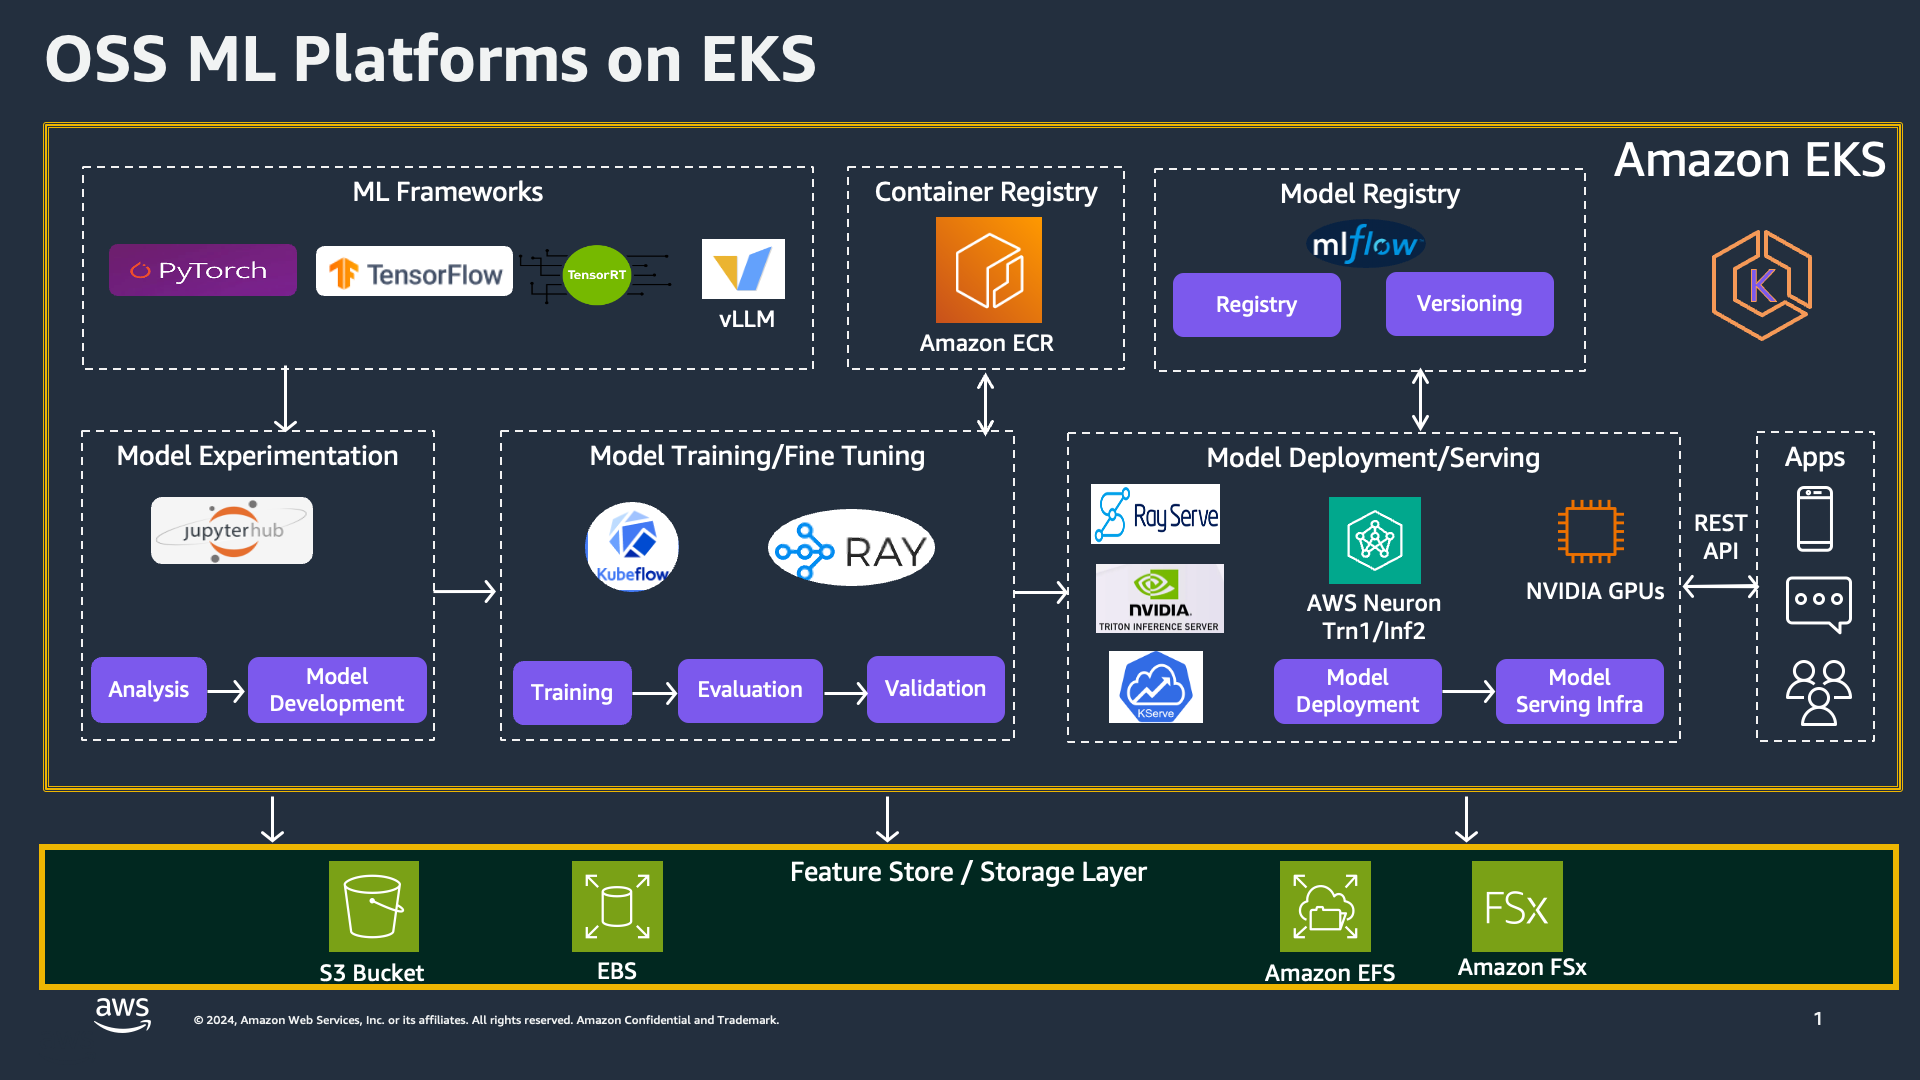 OSS ML Platforms on EKS
Amazon EKS
K
ML Frameworks
PyTorch
TensorFlow
TensorRT
vLLM
Container Registry
Amazon ECR
Model Registry
mlflow
Registry
Versioning
Model Experimentation
jupyterhub
Analysis
Model
Development
Model Training/Fine Tuning
Kubeflow
RAY
Training
Evaluation
Validation
Model Deployment/Serving
Ray Serve
NVIDIA.
TRITON INFERENCE SERVER
KServe
AWS Neuron
Trn1/Inf2
NVIDIA GPUs
Model
Deployment
Model
Serving Infra
REST
API
Apps
Feature Store / Storage Layer
S3 Bucket
EBS
Amazon EFS
FSx
Amazon FSx
aws
© 2024, Amazon Web Services, Inc. or its affiliates. All rights reserved. Amazon Confidential and Trademark.
1